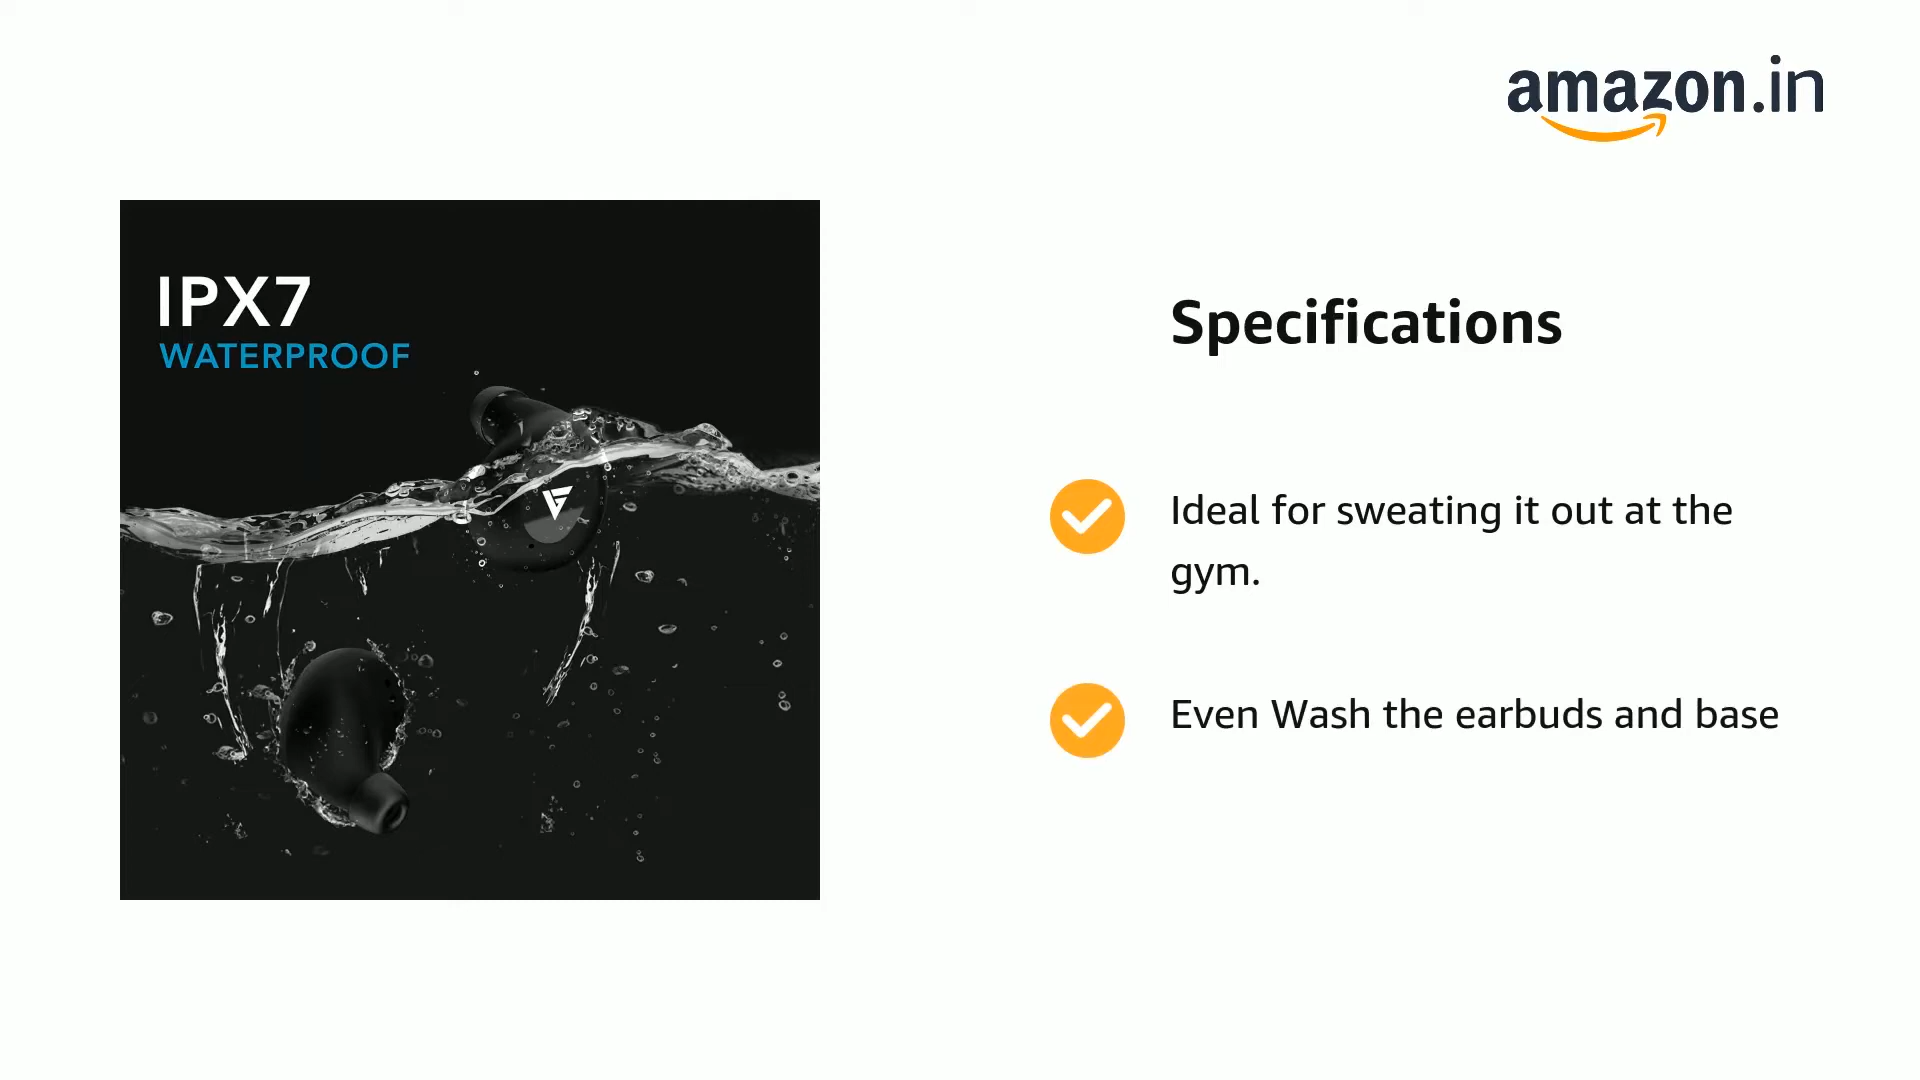 amazon.in
IPX7
WATERPROOF
Specifications
Ideal for sweating it out at the
gym.
Even Wash the earbuds and base